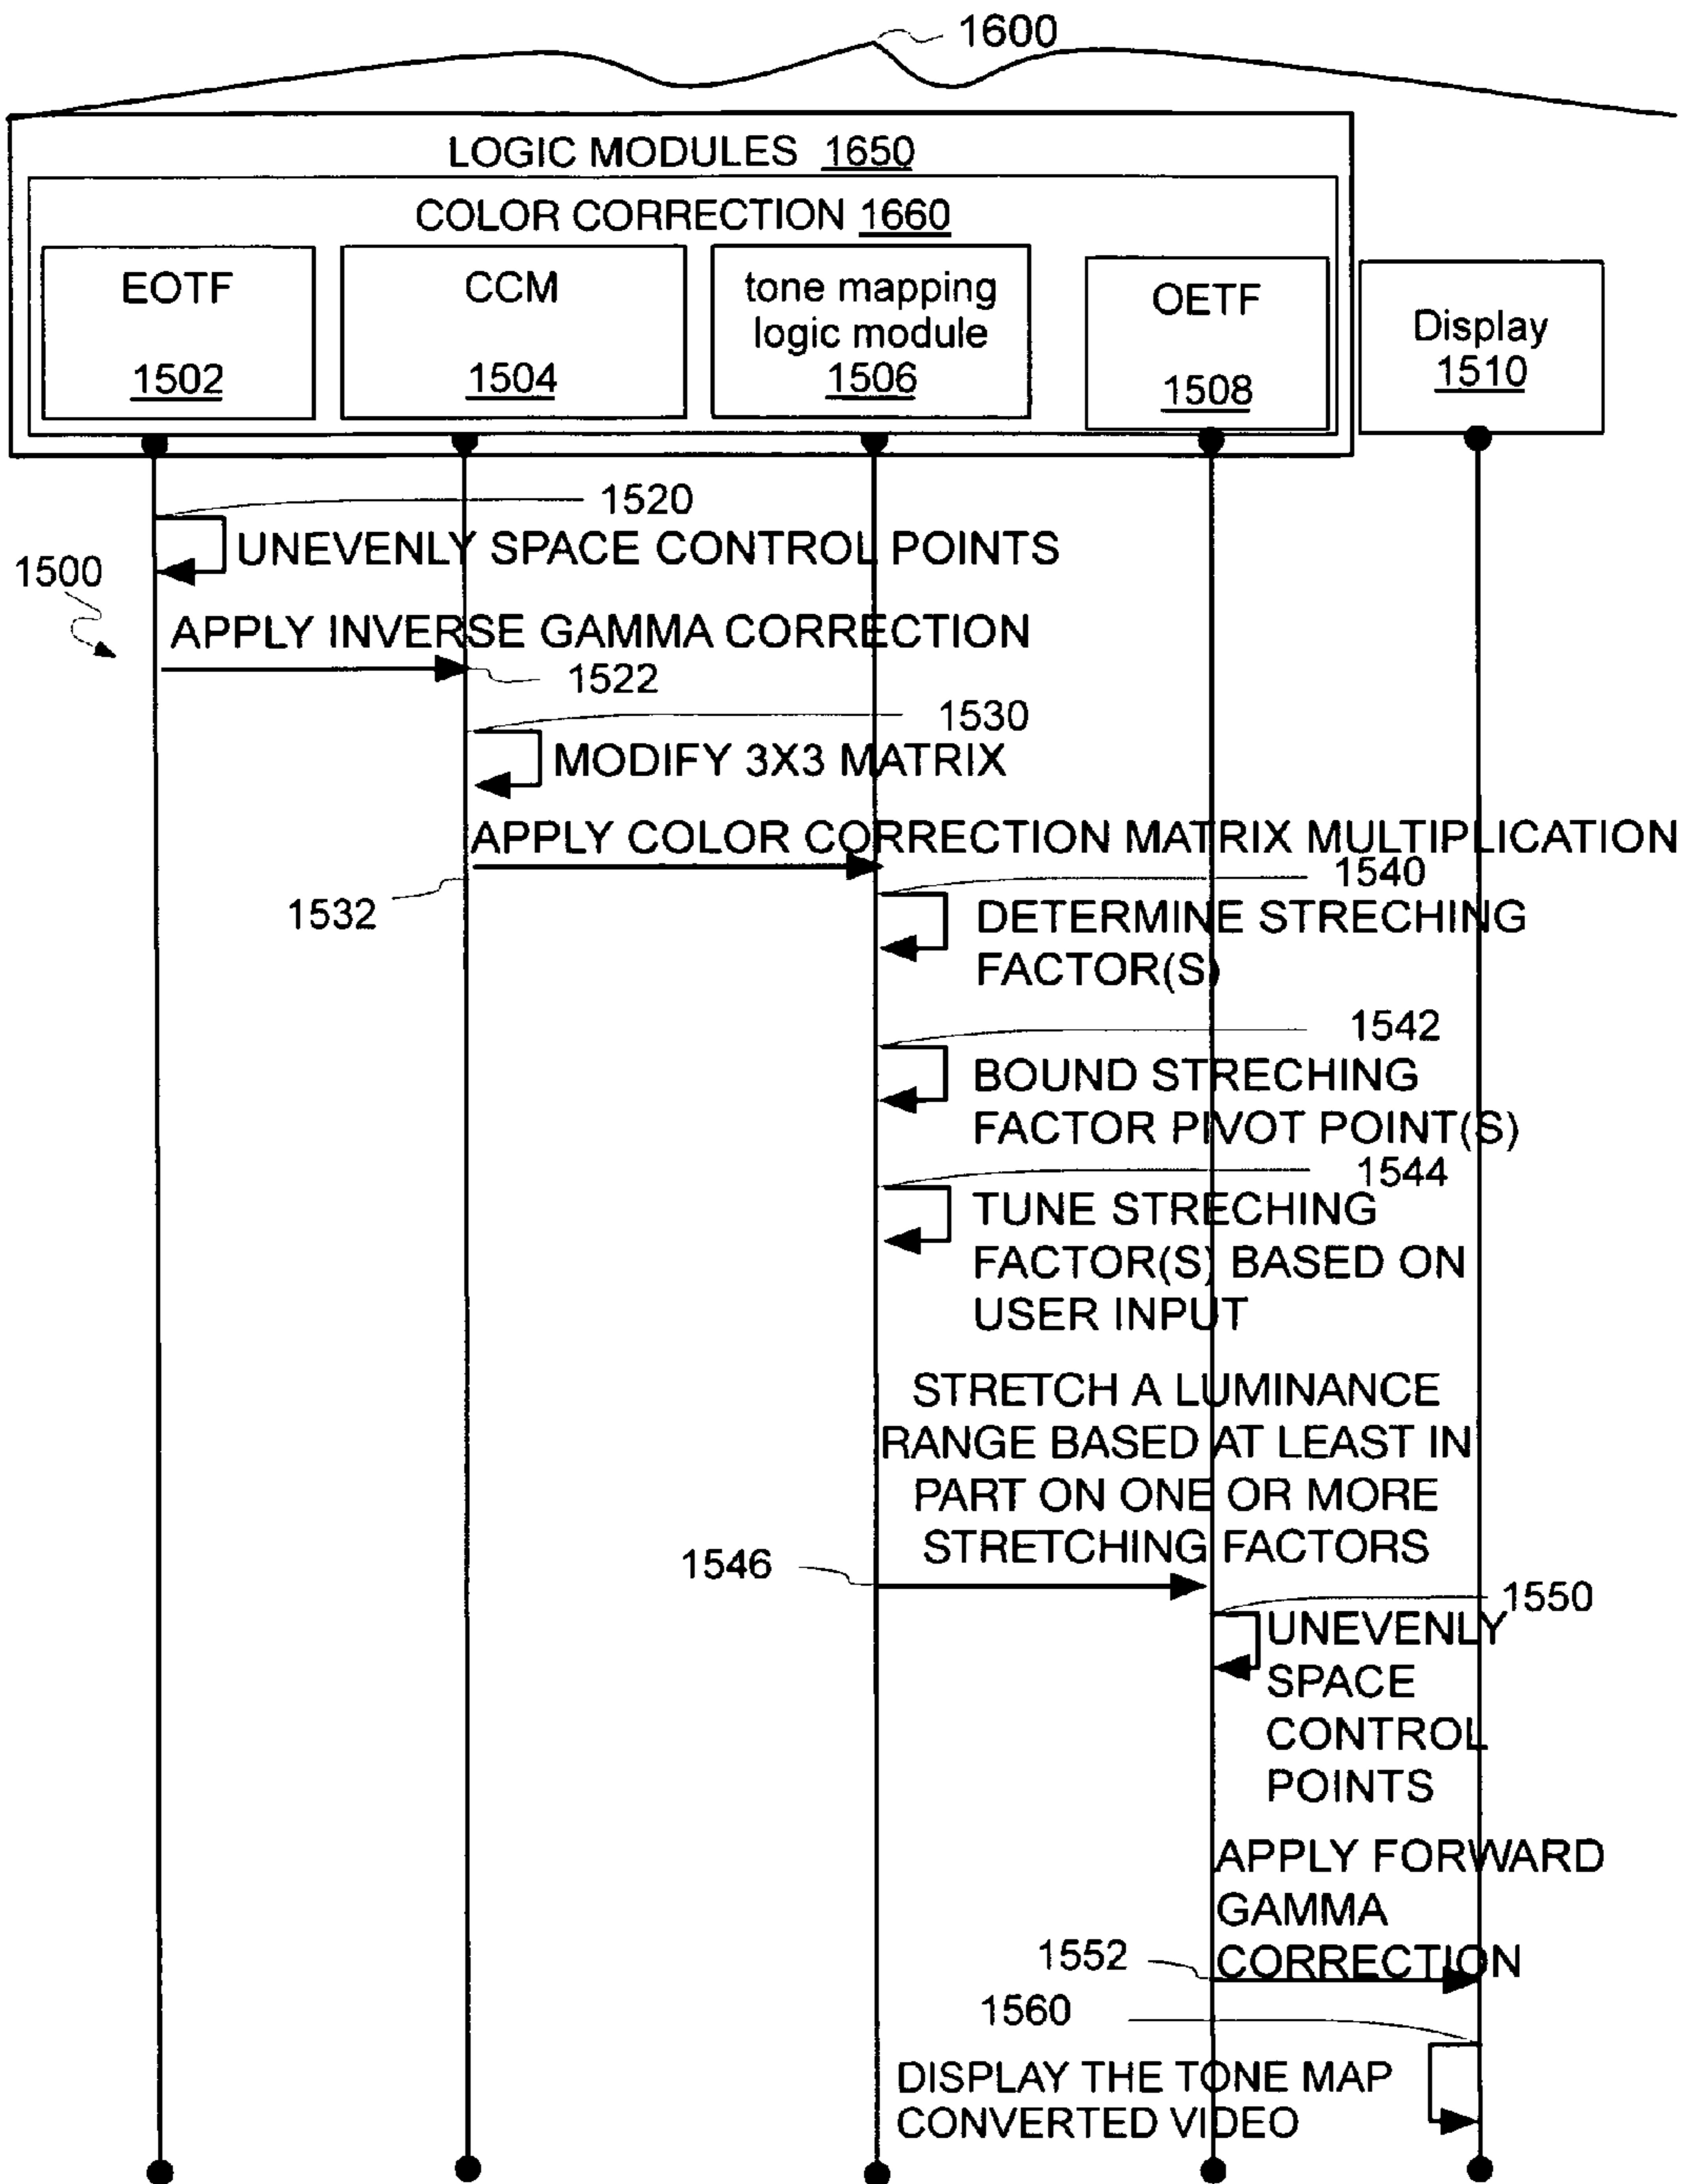 1600
LOGIC MODULES 1650
COLOR CORRECTION 1660
EOTF
1502
CCM
1504
tone mapping
logic module
1506
OETF
1508
Display
1510
1520
UNEVENLY SPACE CONTROL POINTS
1500
APPLY INVERSE GAMMA CORRECTION
1522
1530
MODIFY 3X3 MATRIX
APPLY COLOR CORRECTION MATRIX MULTIPLICATION
1532
1540
DETERMINE STRECHING
FACTOR(S)
1542
BOUND STRECHING
FACTOR PIVOT POINT(S)
1544
TUNE STRECHING
FACTOR(S) BASED ON
USER INPUT
STRETCH A LUMINANCE
RANGE BASED AT LEAST IN
PART ON ONE OR MORE
STRETCHING FACTORS
1546
1550
UNEVENLY
SPACE
CONTROL
POINTS
APPLY FORWARD
GAMMA
CORRECTION
1552
1560
DISPLAY THE TONE MAP
CONVERTED VIDEO